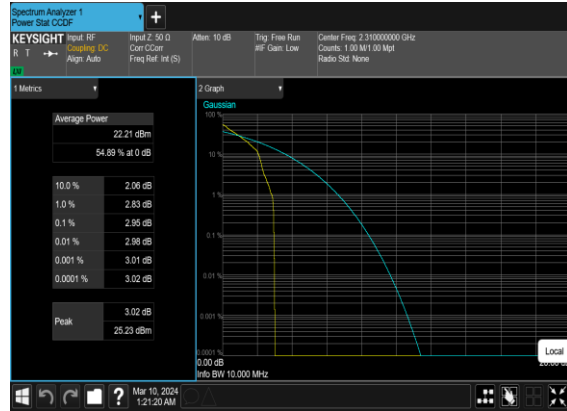 Spectrum Analyzer 1
Power Stat CCDF
KEYSIGHT
R T
LV
Input: RF
Coupling: DC
Align: Auto
Input Z: 50 Ω
Corr CCorr
Freq Ref: Int (S)
Atten: 10 dB
Trig: Free Run
#IF Gain: Low
Center Freq: 2.310000000 GHz
Counts: 1.00 M/1.00 Mpt
Radio Std: None
1 Metrics
Average Power
22.21 dBm
54.89 % at 0 dB
10.0 % 2.06 dB
1.0 % 2.83 dB
0.1 % 2.95 dB
0.01 % 2.98 dB
0.001 % 3.01 dB
0.0001 % 3.02 dB
Peak
3.02 dB
25.23 dBm
2 Graph
Gaussian
100 %
10 %
1 %
0.1 %
0.01 %
0.001 %
0.0001 %
0.00 dB
Info BW 10.000 MHz
Local
Mar 10, 2024
1:21:20 AM